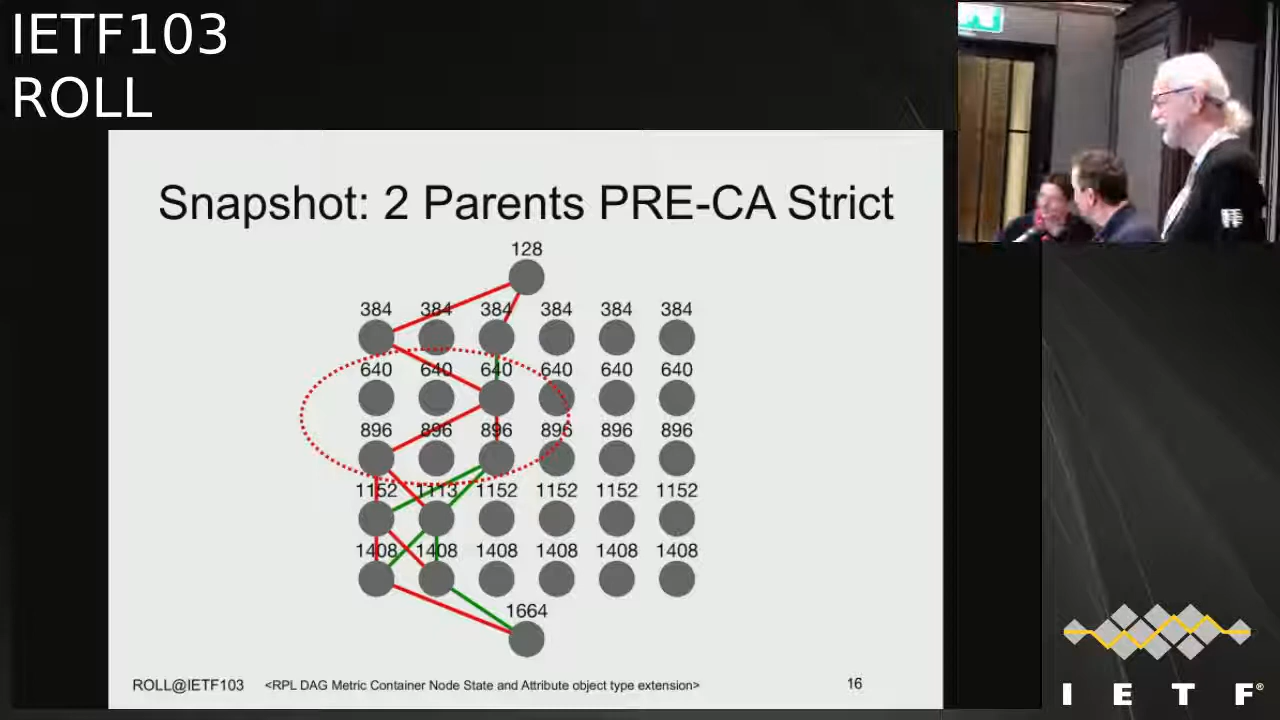 IETF103
ROLL
Snapshot: 2 Parents PRE-CA Strict
128
384 384 384 384 384 384
640 640 640 640 640 640
896 896 896 896 896 896
1152 1113 1152 1152 1152 1152
1408 1408 1408 1408 1408 1408
1664
ROLL@IETF103 <RPL DAG Metric Container Node State and Attribute object type extension> 16
I E T F®